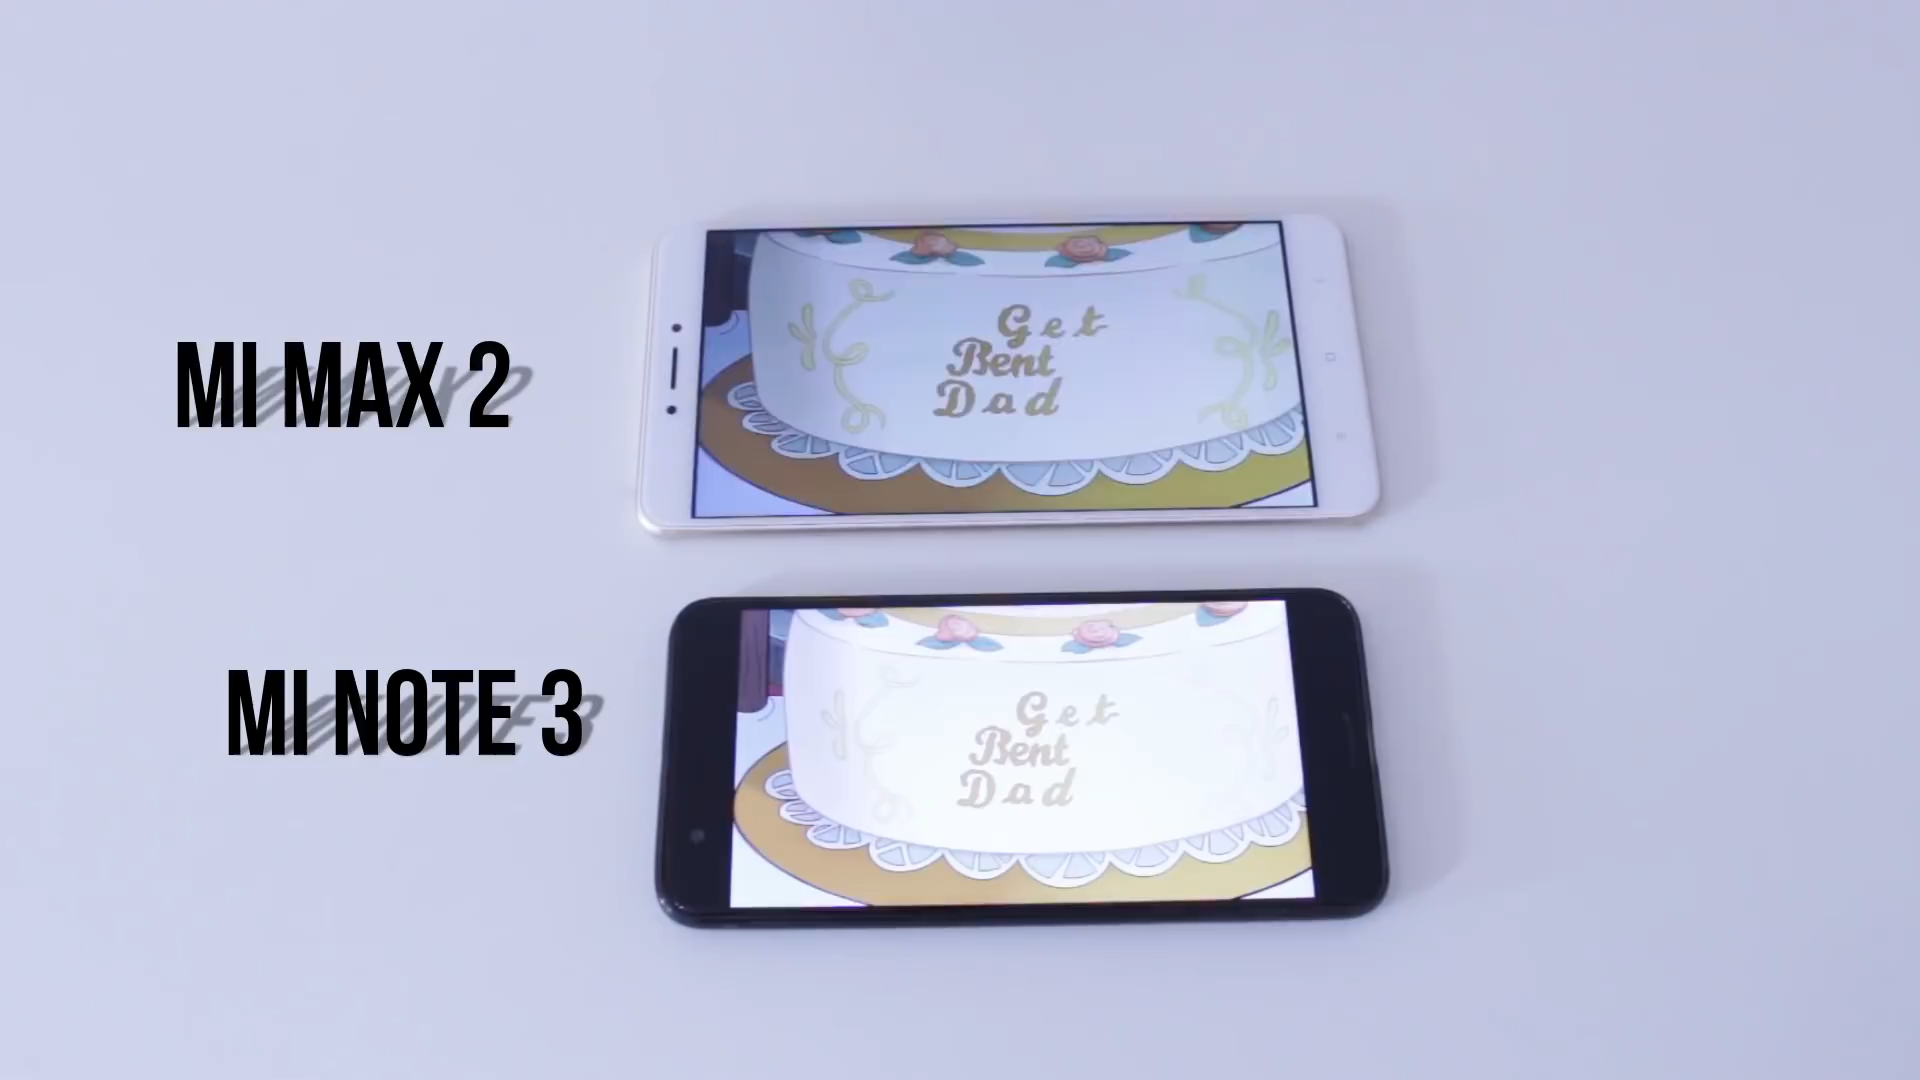 MI MAX 2
Get
Bent
Dad
MI NOTE 3
Get
Bent
Dad